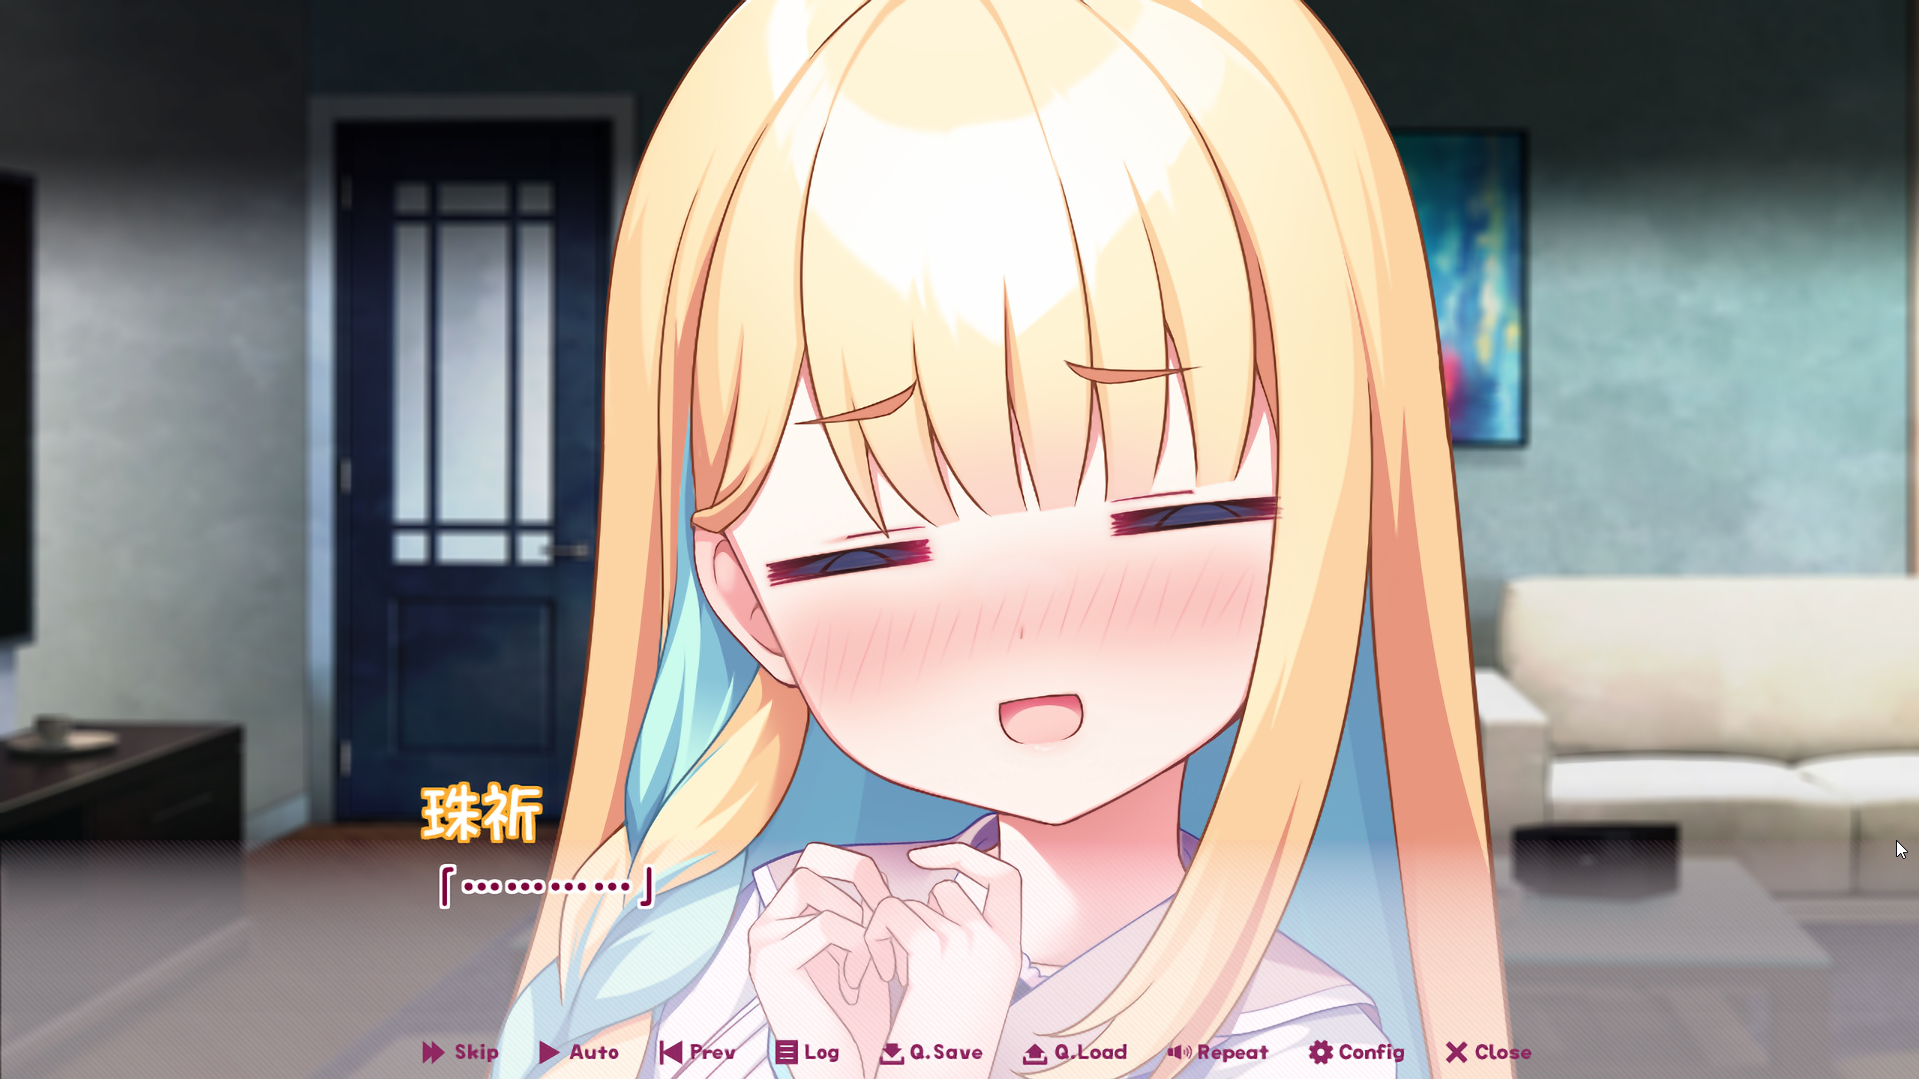 珠祈
「…………」
Skip Auto Prev Log Q.Save Q.Load Repeat Config Close